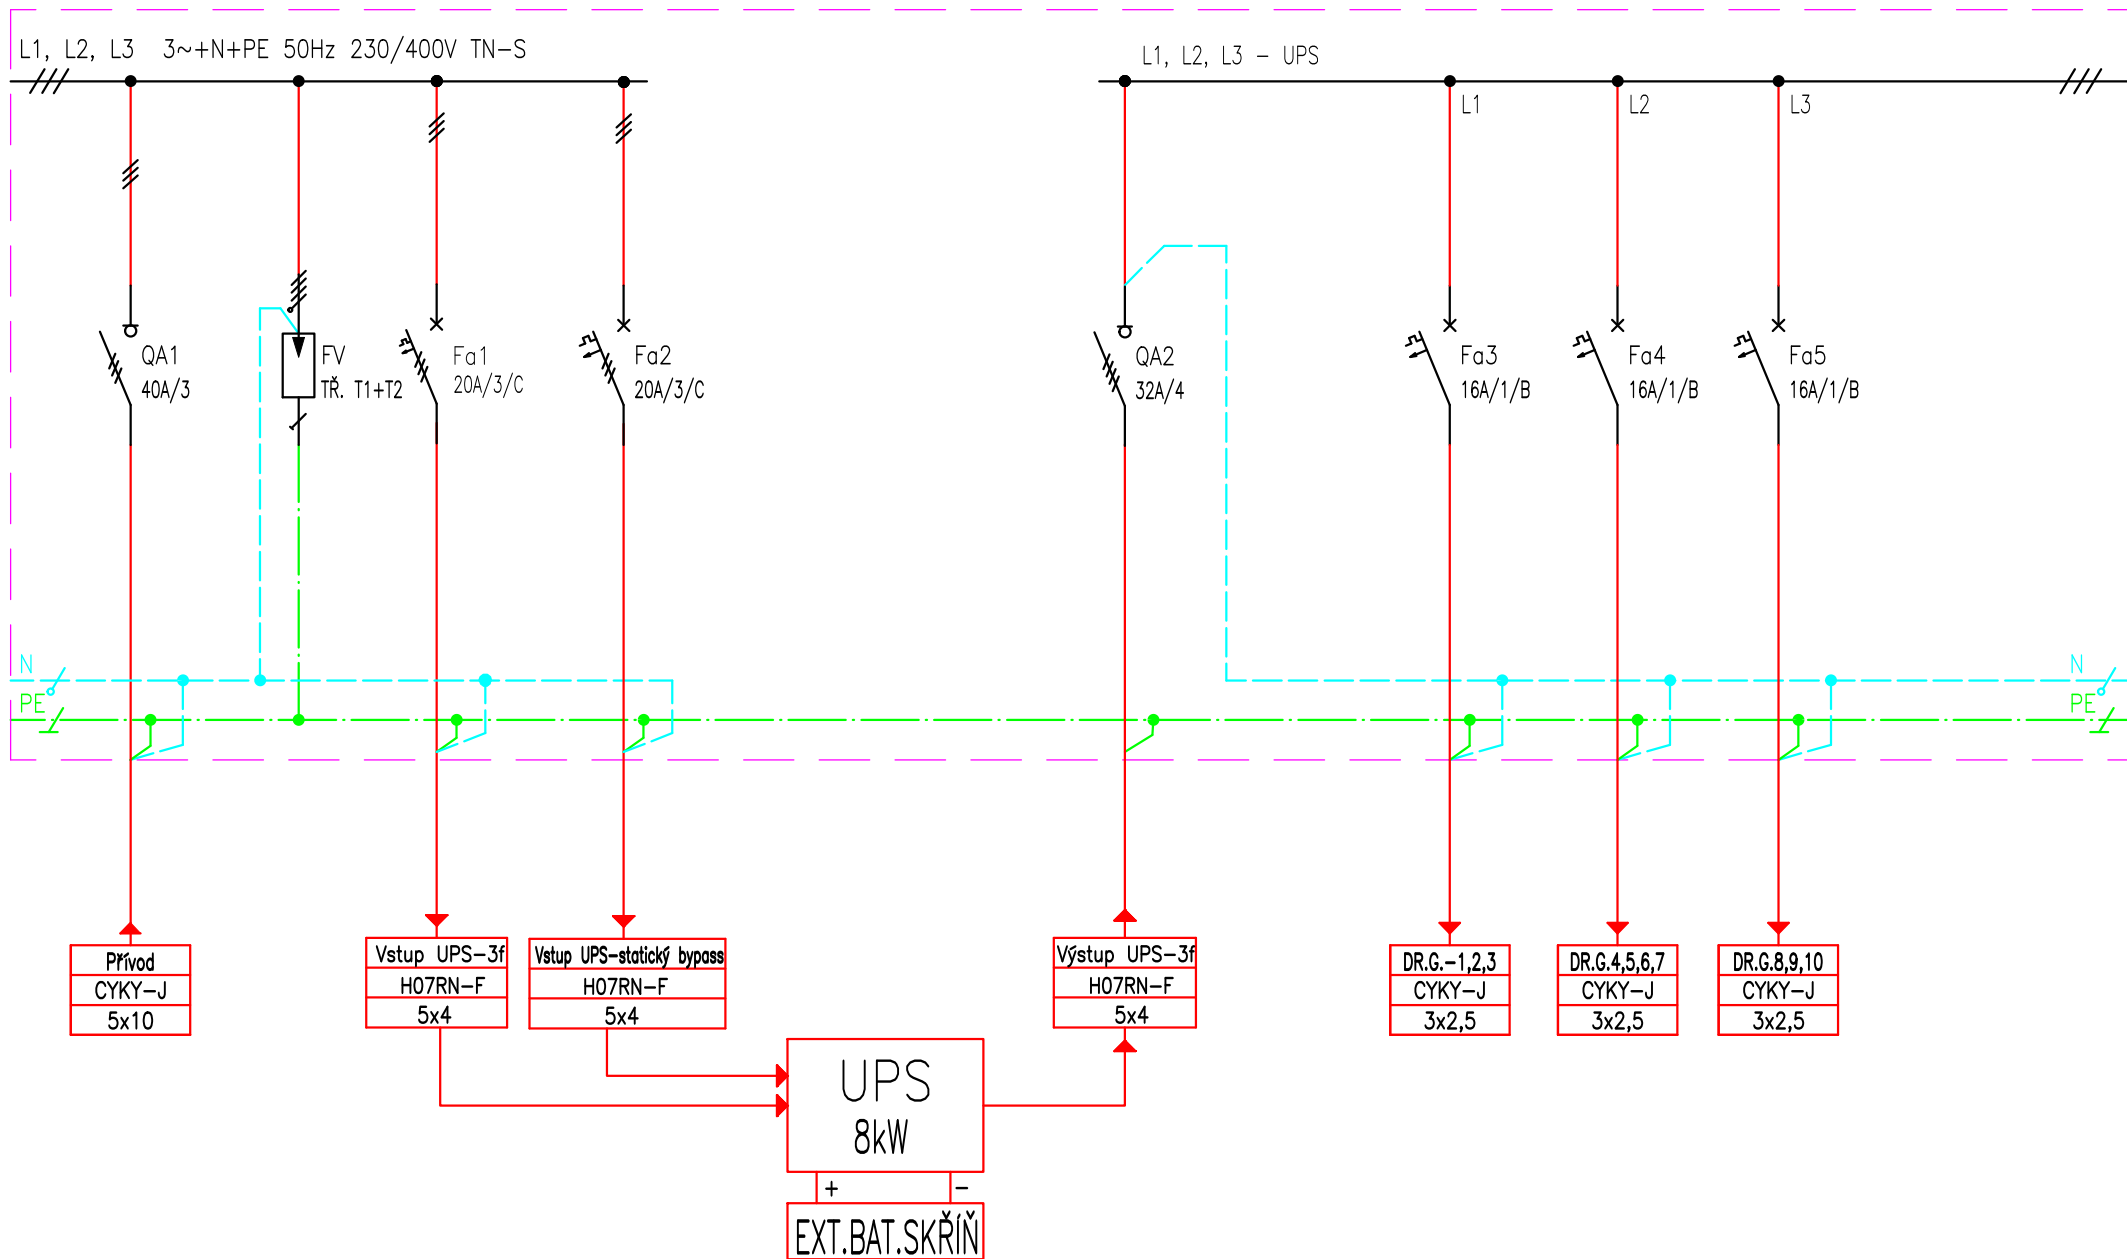 L1, L2, L3 3~+N+PE 50Hz 230/400V TN-S
L1, L2, L3 - UPS
L1
L2
L3
QA1
40A/3
FV
TŘ. T1+T2
Fa1
20A/3/C
Fa2
20A/3/C
QA2
32A/4
Fa3
16A/1/B
Fa4
16A/1/B
Fa5
16A/1/B
N
PE
N
PE
Přívod
CYKY-J
5x10
Vstup UPS-3f
H07RN-F
5x4
Vstup UPS-statický bypass
H07RN-F
5x4
Výstup UPS-3f
H07RN-F
5x4
DR.G.-1,2,3
CYKY-J
3x2,5
DR.G.4,5,6,7
CYKY-J
3x2,5
DR.G.8,9,10
CYKY-J
3x2,5
UPS
8kW
+ -
EXT.BAT.SKŘÍŇ